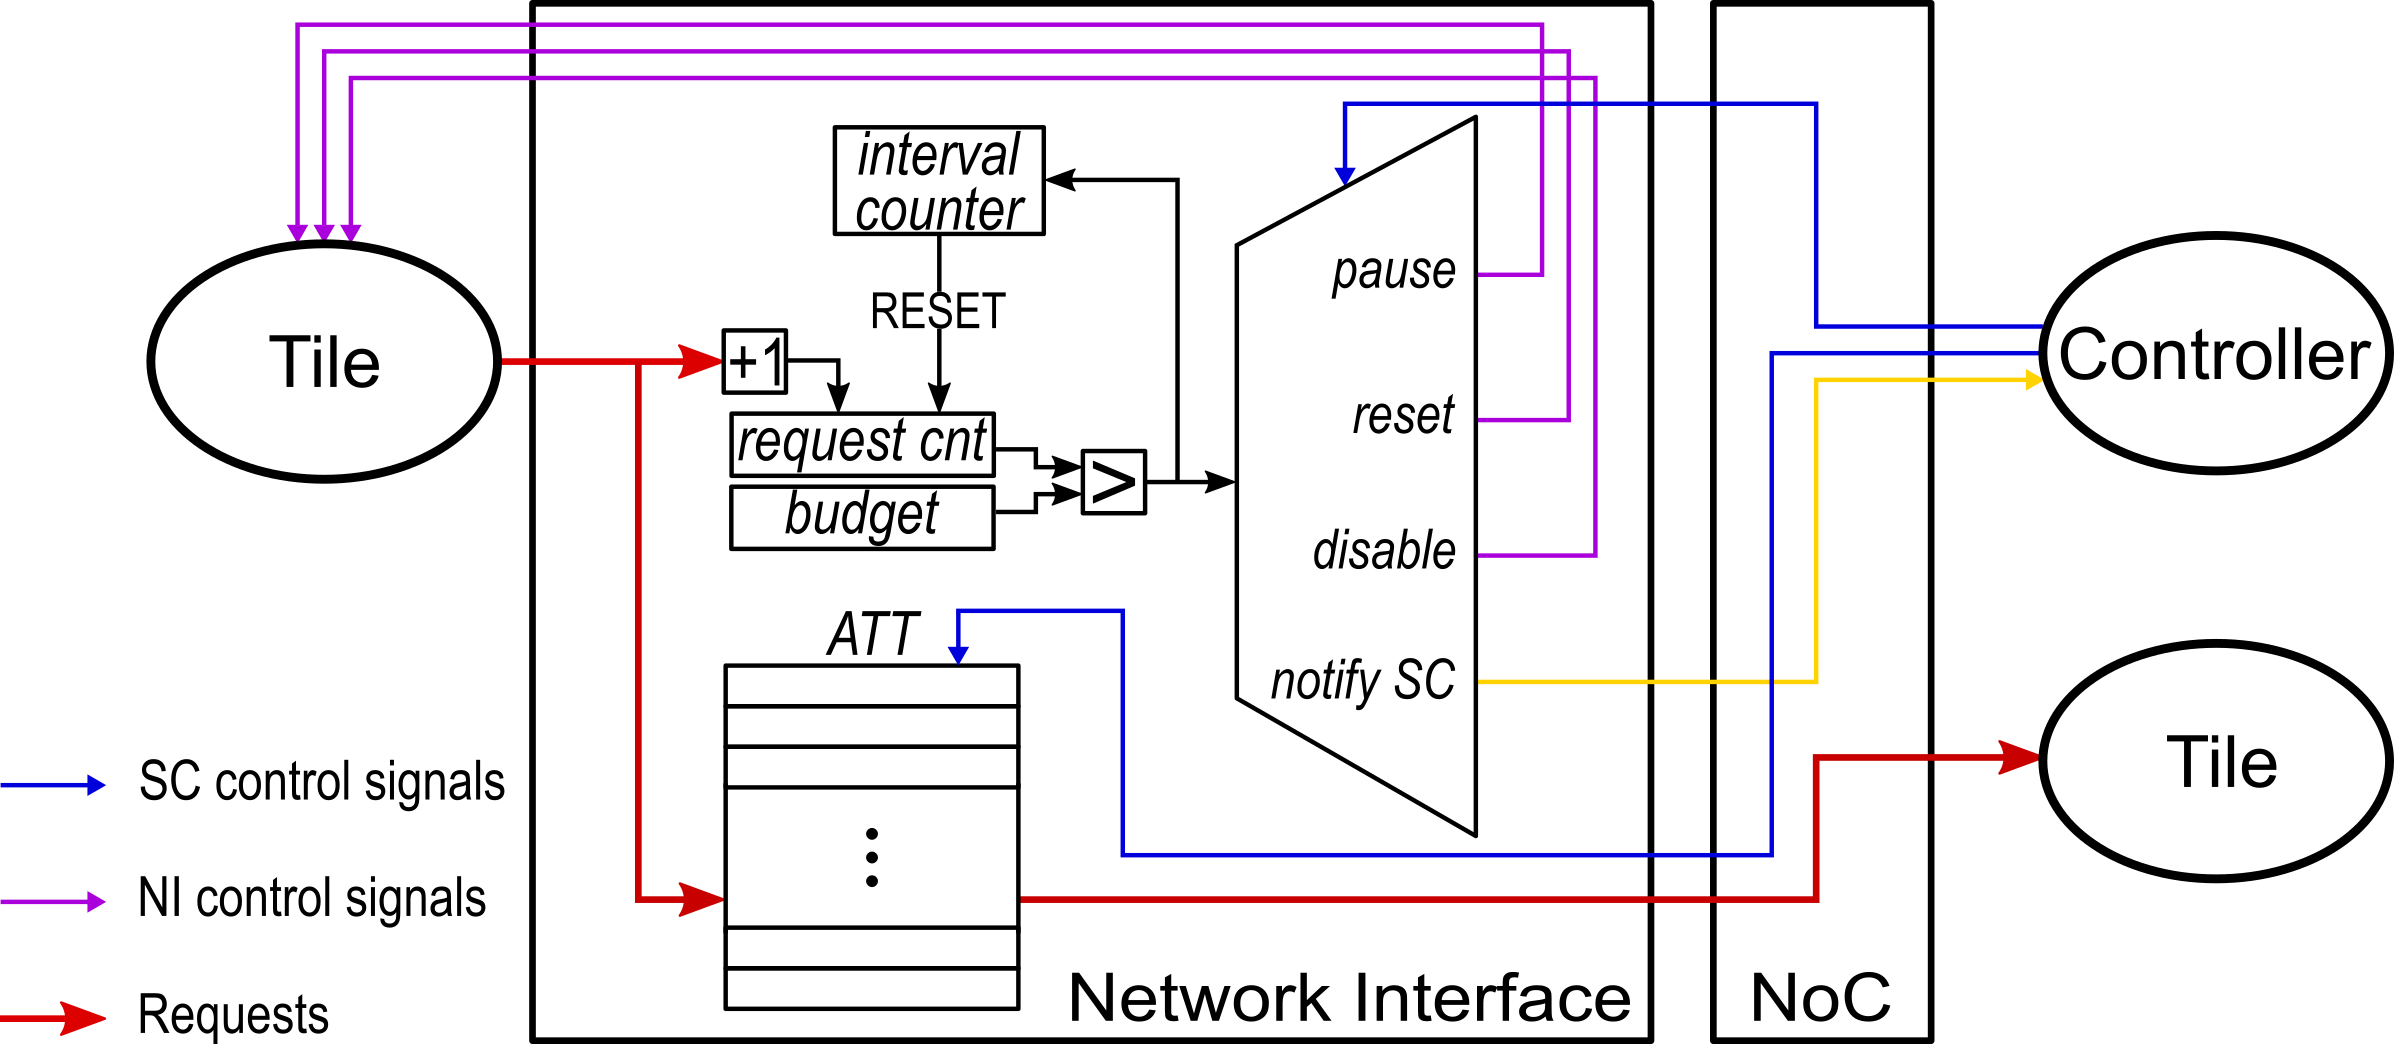 interval
counter
RESET
+1
request cnt
budget
>
pause
reset
disable
notify SC
Tile
Controller
Tile
ATT
SC control signals
NI control signals
Requests
Network Interface
NoC